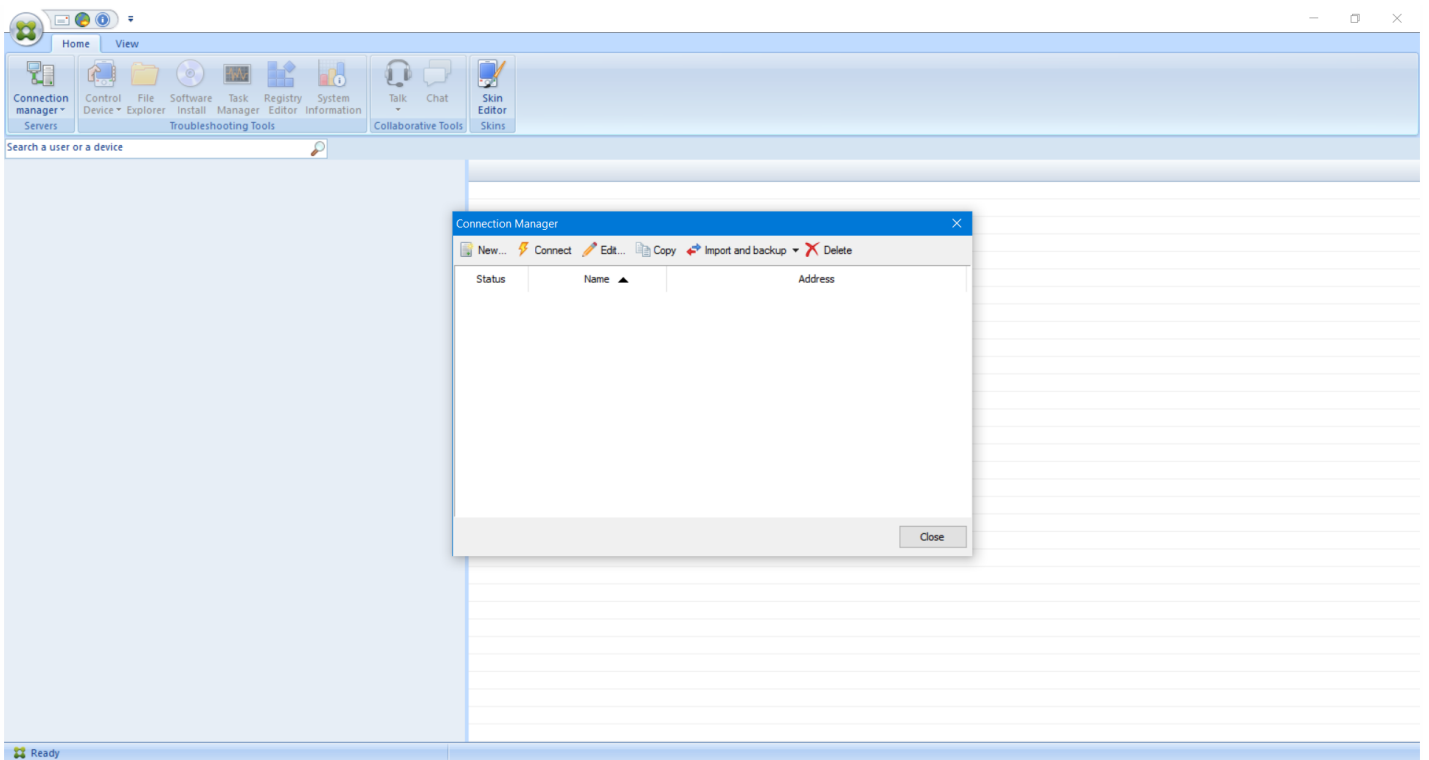 Home View
Connection manager
Control Device
File Explorer
Software Install
Task Manager
Registry Editor
System Information
Talk
Chat
Skin Editor
Servers
Troubleshooting Tools
Collaborative Tools
Skins
Search a user or a device
Connection Manager
New... Connect Edit... Copy Import and backup Delete
Status Name Address
Close
Ready